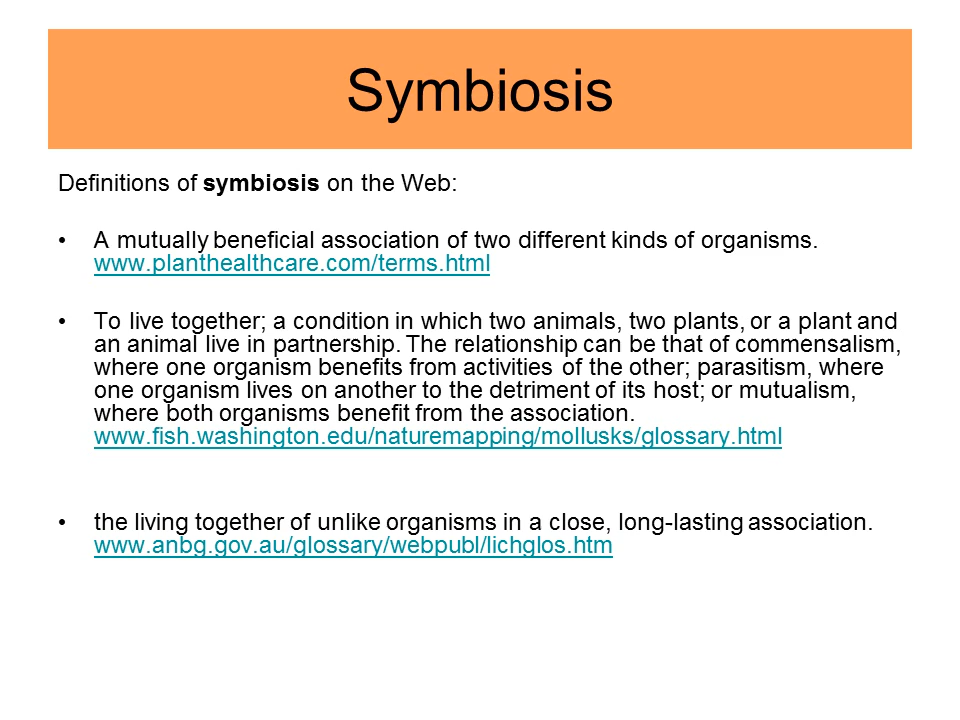 Symbiosis
Definitions of symbiosis on the Web:
• A mutually beneficial association of two different kinds of organisms.
www.planthealthcare.com/terms.html
• To live together; a condition in which two animals, two plants, or a plant and
an animal live in partnership. The relationship can be that of commensalism,
where one organism benefits from activities of the other; parasitism, where
one organism lives on another to the detriment of its host; or mutualism,
where both organisms benefit from the association.
www.fish.washington.edu/naturemapping/mollusks/glossary.html
• the living together of unlike organisms in a close, long-lasting association.
www.anbg.gov.au/glossary/webpubl/lichglos.htm